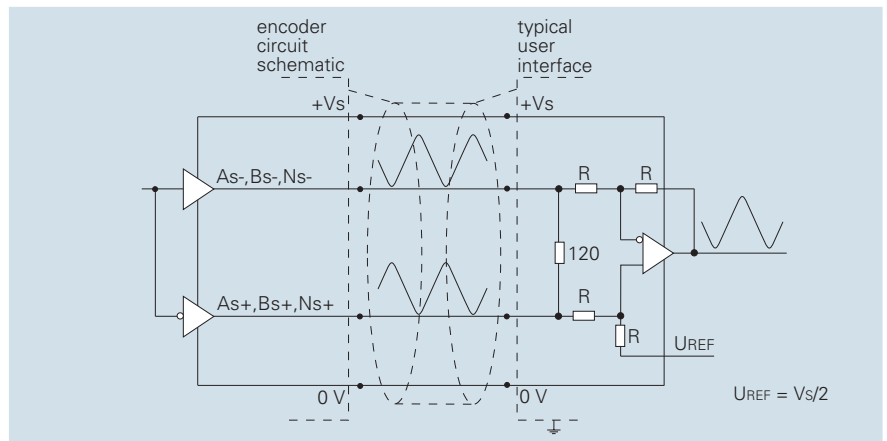 encoder
circuit
schematic
typical
user
interface
+Vs
+Vs
As-,Bs-,Ns-
R
R
120
As+,Bs+,Ns+
R
R
UREF
0 V
0 V
UREF = Vs/2